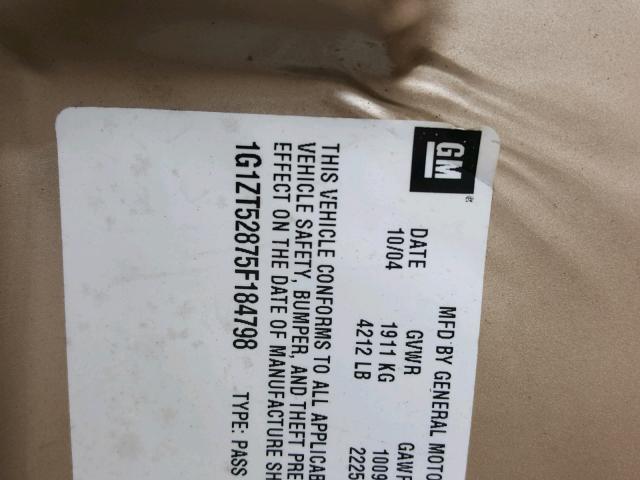 GM
MFD BY GENERAL MOTO
DATE GVWR GAWR
10/04 1911 KG 1009
4212 LB 2225
THIS VEHICLE CONFORMS TO ALL APPLICAB
VEHICLE SAFETY, BUMPER, AND THEFT PRE
EFFECT ON THE DATE OF MANUFACTURE SH
1G1ZT52875F184798 TYPE: PASS